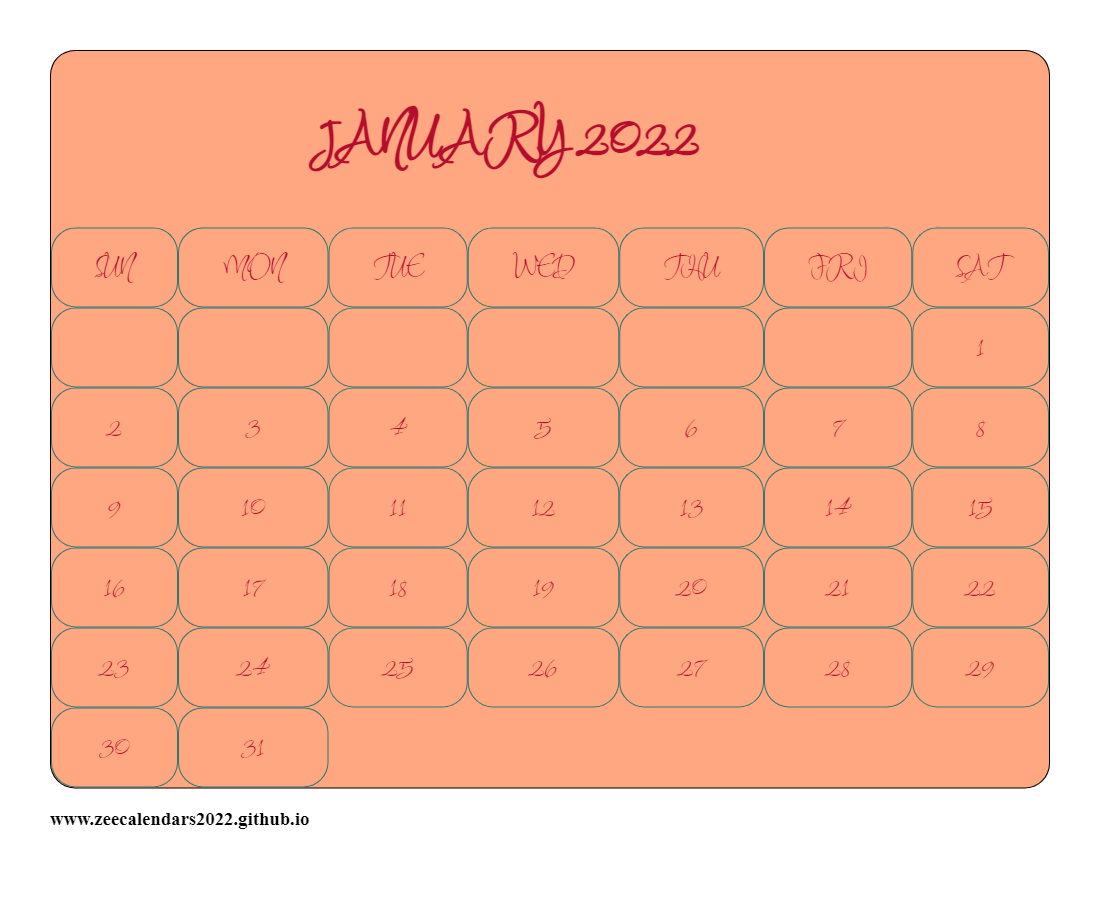 JANUARY 2022
SUN MON TUE WED THU FRI SAT
1
2 3 4 5 6 7 8
9 10 11 12 13 14 15
16 17 18 19 20 21 22
23 24 25 26 27 28 29
30 31
www.zeecalendars2022.github.io